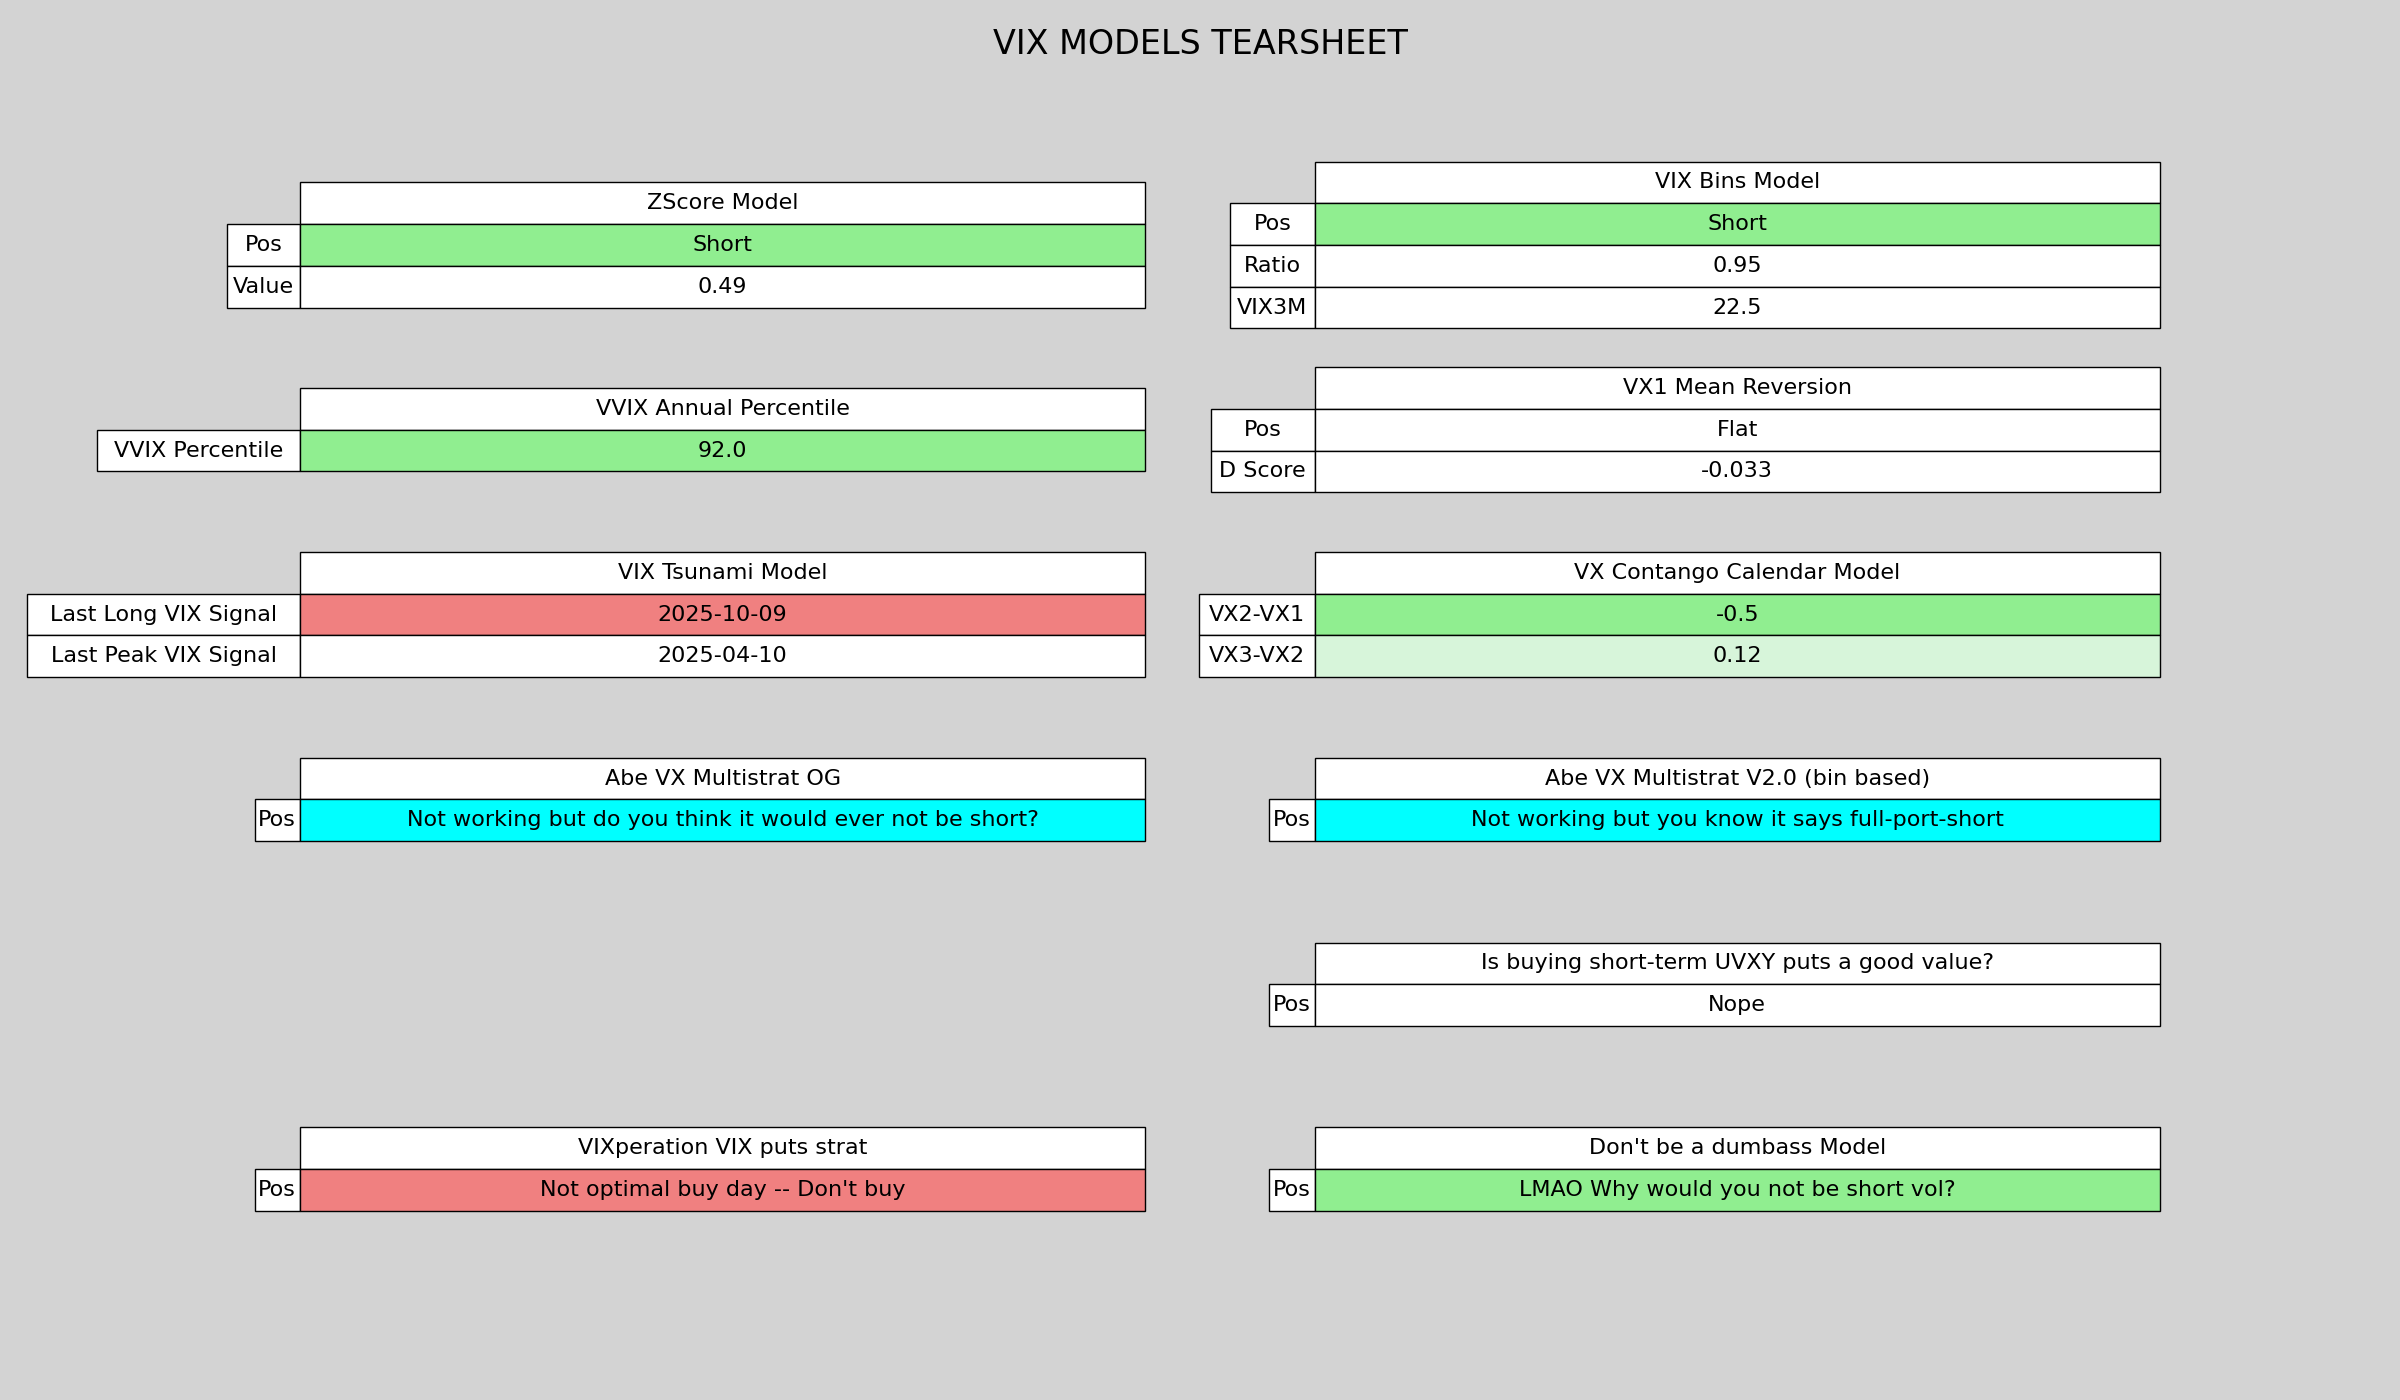 VIX MODELS TEARSHEET
ZScore Model
Pos Short
Value 0.49
VIX Bins Model
Pos Short
Ratio 0.95
VIX3M 22.5
VVIX Annual Percentile
VVIX Percentile 92.0
VX1 Mean Reversion
Pos Flat
D Score -0.033
VIX Tsunami Model
Last Long VIX Signal 2025-10-09
Last Peak VIX Signal 2025-04-10
VX Contango Calendar Model
VX2-VX1 -0.5
VX3-VX2 0.12
Abe VX Multistrat OG
Pos Not working but do you think it would ever not be short?
Abe VX Multistrat V2.0 (bin based)
Pos Not working but you know it says full-port-short
Is buying short-term UVXY puts a good value?
Pos Nope
VIXperation VIX puts strat
Pos Not optimal buy day -- Don't buy
Don't be a dumbass Model
Pos LMAO Why would you not be short vol?